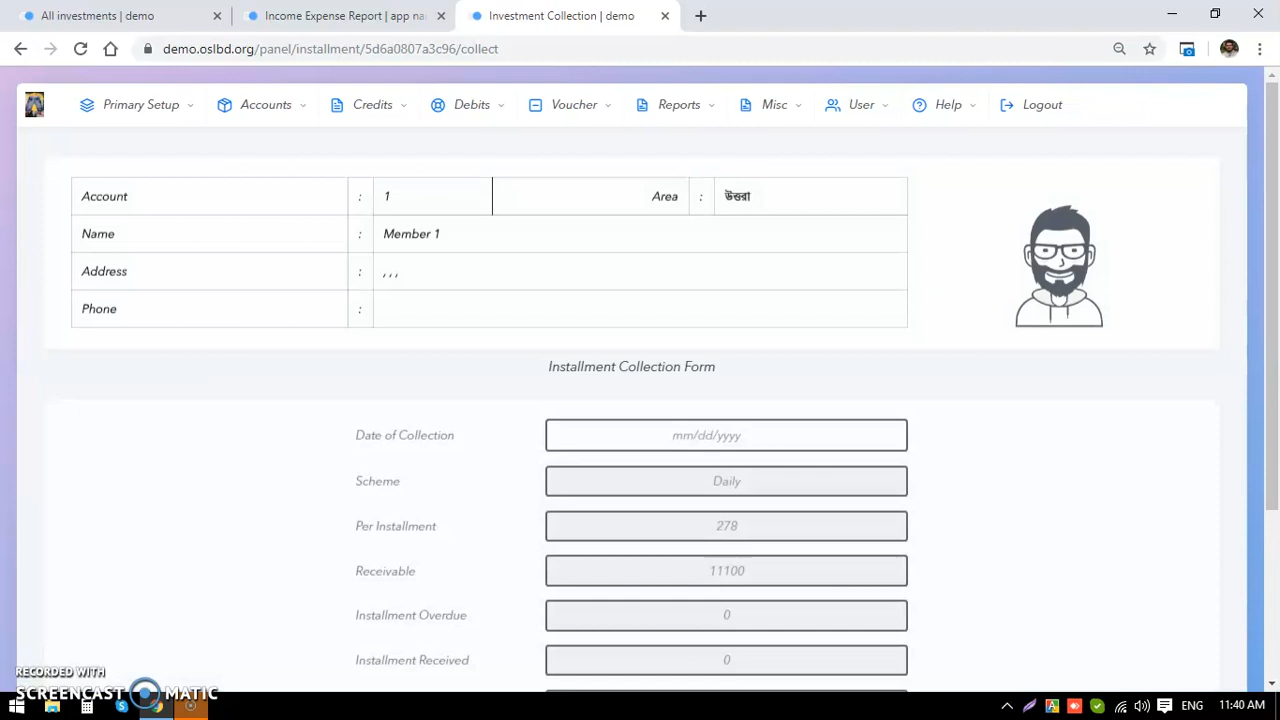 All investments | demo
Income Expense Report | app na
Investment Collection | demo
demo.oslbd.org/panel/installment/5d6a0807a3c96/collect
Primary Setup Accounts Credits Debits Voucher Reports Misc User Help Logout
Account : 1 Area : উত্তরা
Name : Member 1
Address : , , ,
Phone :
Installment Collection Form
Date of Collection mm/dd/yyyy
Scheme Daily
Per Installment 278
Receivable 11100
Installment Overdue 0
Installment Received 0
RECORDED WITH
SCREENCAST MATIC
ENG 11:40 AM